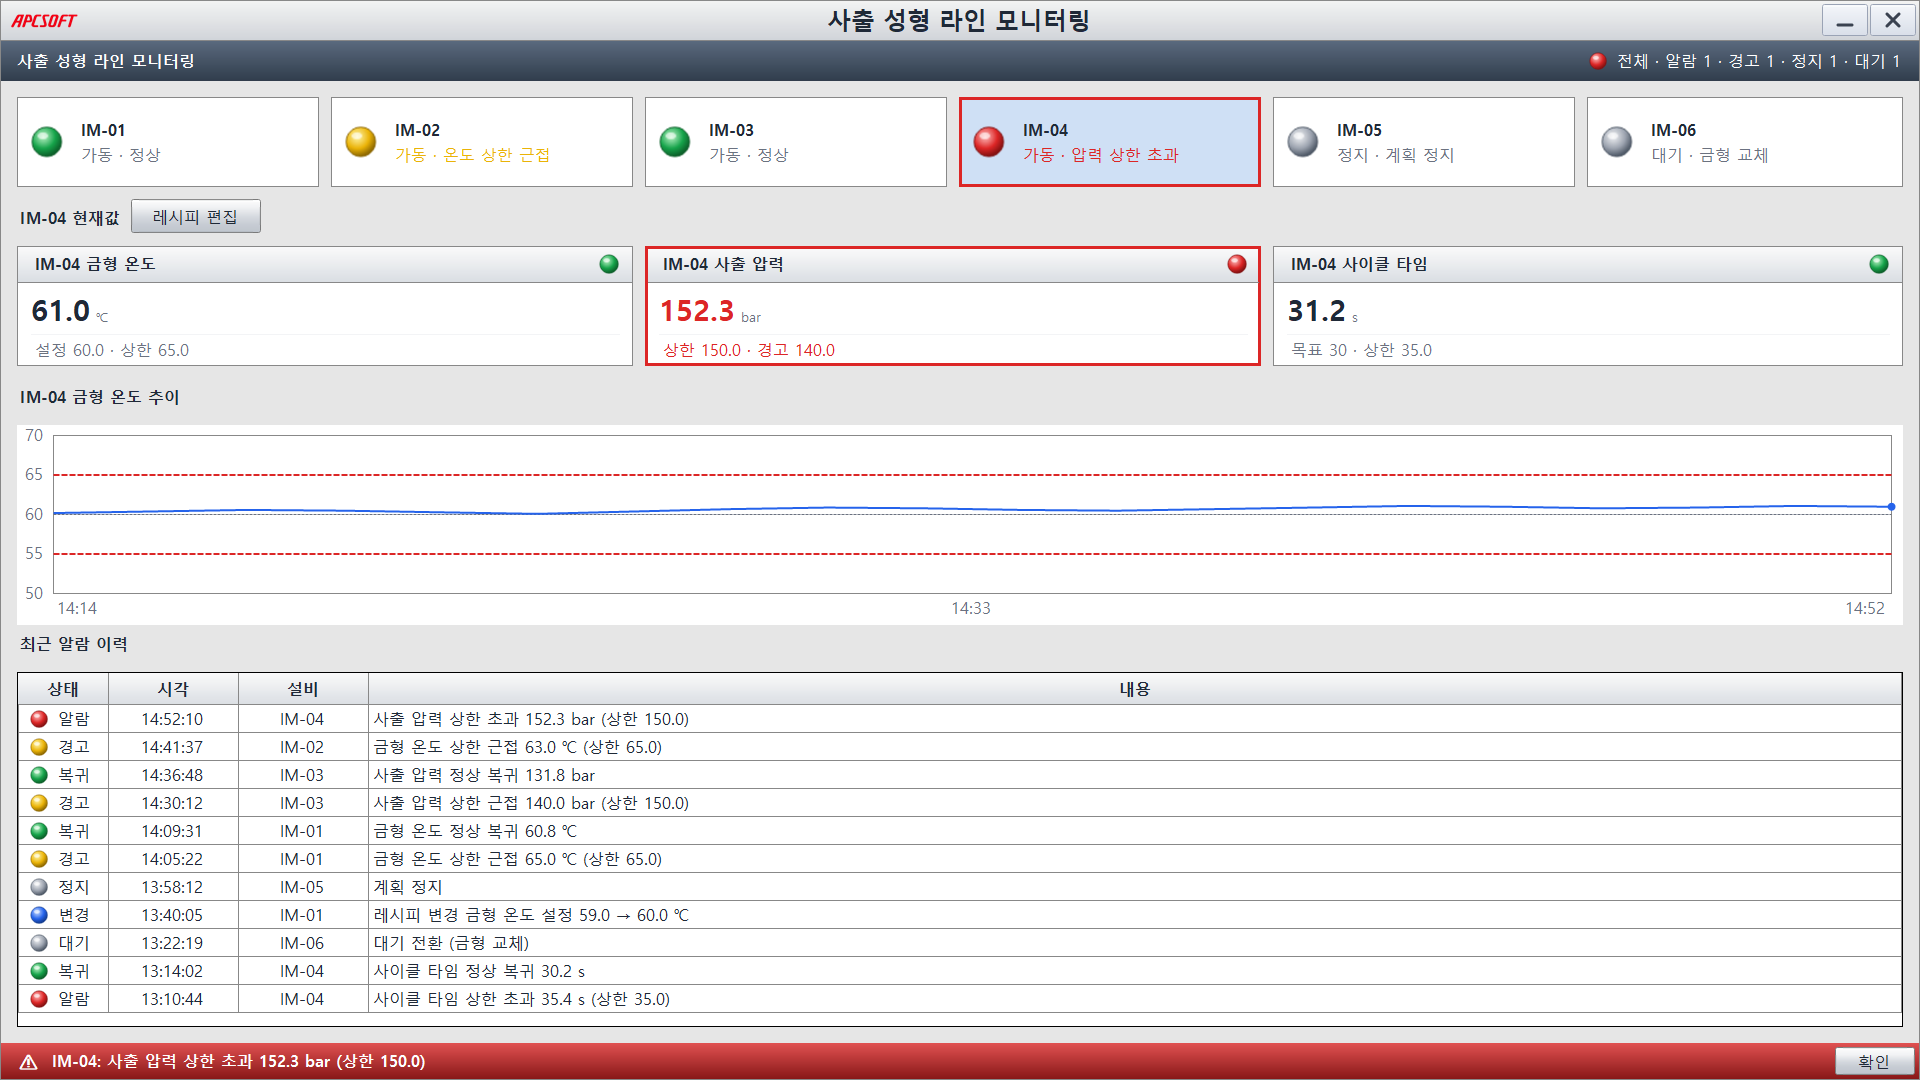 APCSOFT
사출 성형 라인 모니터링
사출 성형 라인 모니터링
전체 · 알람 1 · 경고 1 · 정지 1 · 대기 1
IM-01
가동 · 정상
IM-02
가동 · 온도 상한 근접
IM-03
가동 · 정상
IM-04
가동 · 압력 상한 초과
IM-05
정지 · 계획 정지
IM-06
대기 · 금형 교체
IM-04 현재값
레시피 편집
IM-04 금형 온도
61.0 ℃
설정 60.0 · 상한 65.0
IM-04 사출 압력
152.3 bar
상한 150.0 · 경고 140.0
IM-04 사이클 타임
31.2 s
목표 30 · 상한 35.0
IM-04 금형 온도 추이
70
65
60
55
50
14:14 14:33 14:52
최근 알람 이력
상태 시각 설비 내용
알람 14:52:10 IM-04 사출 압력 상한 초과 152.3 bar (상한 150.0)
경고 14:41:37 IM-02 금형 온도 상한 근접 63.0 ℃ (상한 65.0)
복귀 14:36:48 IM-03 사출 압력 정상 복귀 131.8 bar
경고 14:30:12 IM-03 사출 압력 상한 근접 140.0 bar (상한 150.0)
복귀 14:09:31 IM-01 금형 온도 정상 복귀 60.8 ℃
경고 14:05:22 IM-01 금형 온도 상한 근접 65.0 ℃ (상한 65.0)
정지 13:58:12 IM-05 계획 정지
변경 13:40:05 IM-01 레시피 변경 금형 온도 설정 59.0 → 60.0 ℃
대기 13:22:19 IM-06 대기 전환 (금형 교체)
복귀 13:14:02 IM-04 사이클 타임 정상 복귀 30.2 s
알람 13:10:44 IM-04 사이클 타임 상한 초과 35.4 s (상한 35.0)
IM-04: 사출 압력 상한 초과 152.3 bar (상한 150.0)
확인